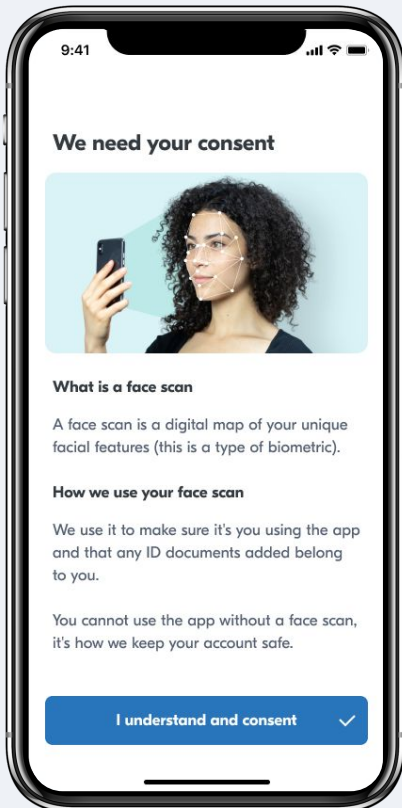 9:41
We need your consent
What is a face scan
A face scan is a digital map of your unique
facial features (this is a type of biometric).
How we use your face scan
We use it to make sure it's you using the app
and that any ID documents added belong
to you.
You cannot use the app without a face scan,
it's how we keep your account safe.
I understand and consent